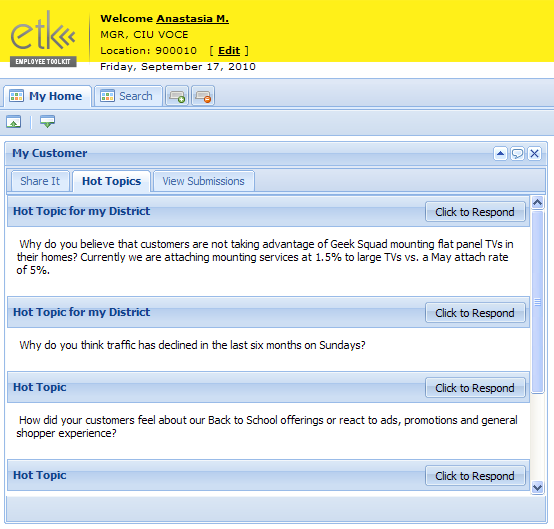 etk
EMPLOYEE TOOLKIT
Welcome Anastasia M.
MGR, CIU VOCE
Location: 900010 [ Edit ]
Friday, September 17, 2010
My Home
Search
My Customer
Share It
Hot Topics
View Submissions
Hot Topic for my District
Click to Respond
Why do you believe that customers are not taking advantage of Geek Squad mounting flat panel TVs in
their homes? Currently we are attaching mounting services at 1.5% to large TVs vs. a May attach rate
of 5%.
Hot Topic for my District
Click to Respond
Why do you think traffic has declined in the last six months on Sundays?
Hot Topic
Click to Respond
How did your customers feel about our Back to School offerings or react to ads, promotions and general
shopper experience?
Hot Topic
Click to Respond